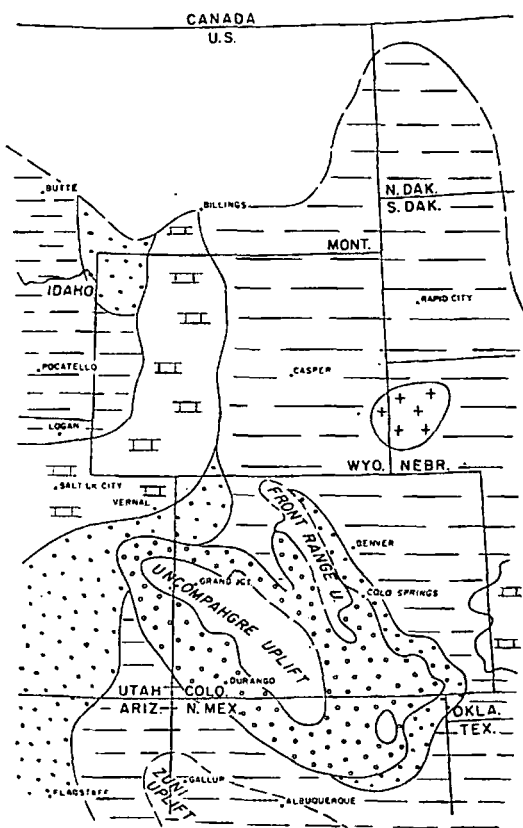 CANADA
U.S.
BUTTE
BILLINGS
N. DAK.
S. DAK.
MONT.
IDAHO
RAPID CITY
POCATELLO
CASPER
LOGAN
WYO. NEBR.
SALT LK CITY
VERNAL
FRONT RANGE U.
DENVER
GRAND JCT
COLO SPRINGS
UNCOMPAHGRE UPLIFT
DURANGO
UTAH COLO.
ARIZ. N. MEX.
OKLA.
TEX.
ZUNI
UPLIFT
GALLUP
FLAGSTAFF
ALBUQUERQUE